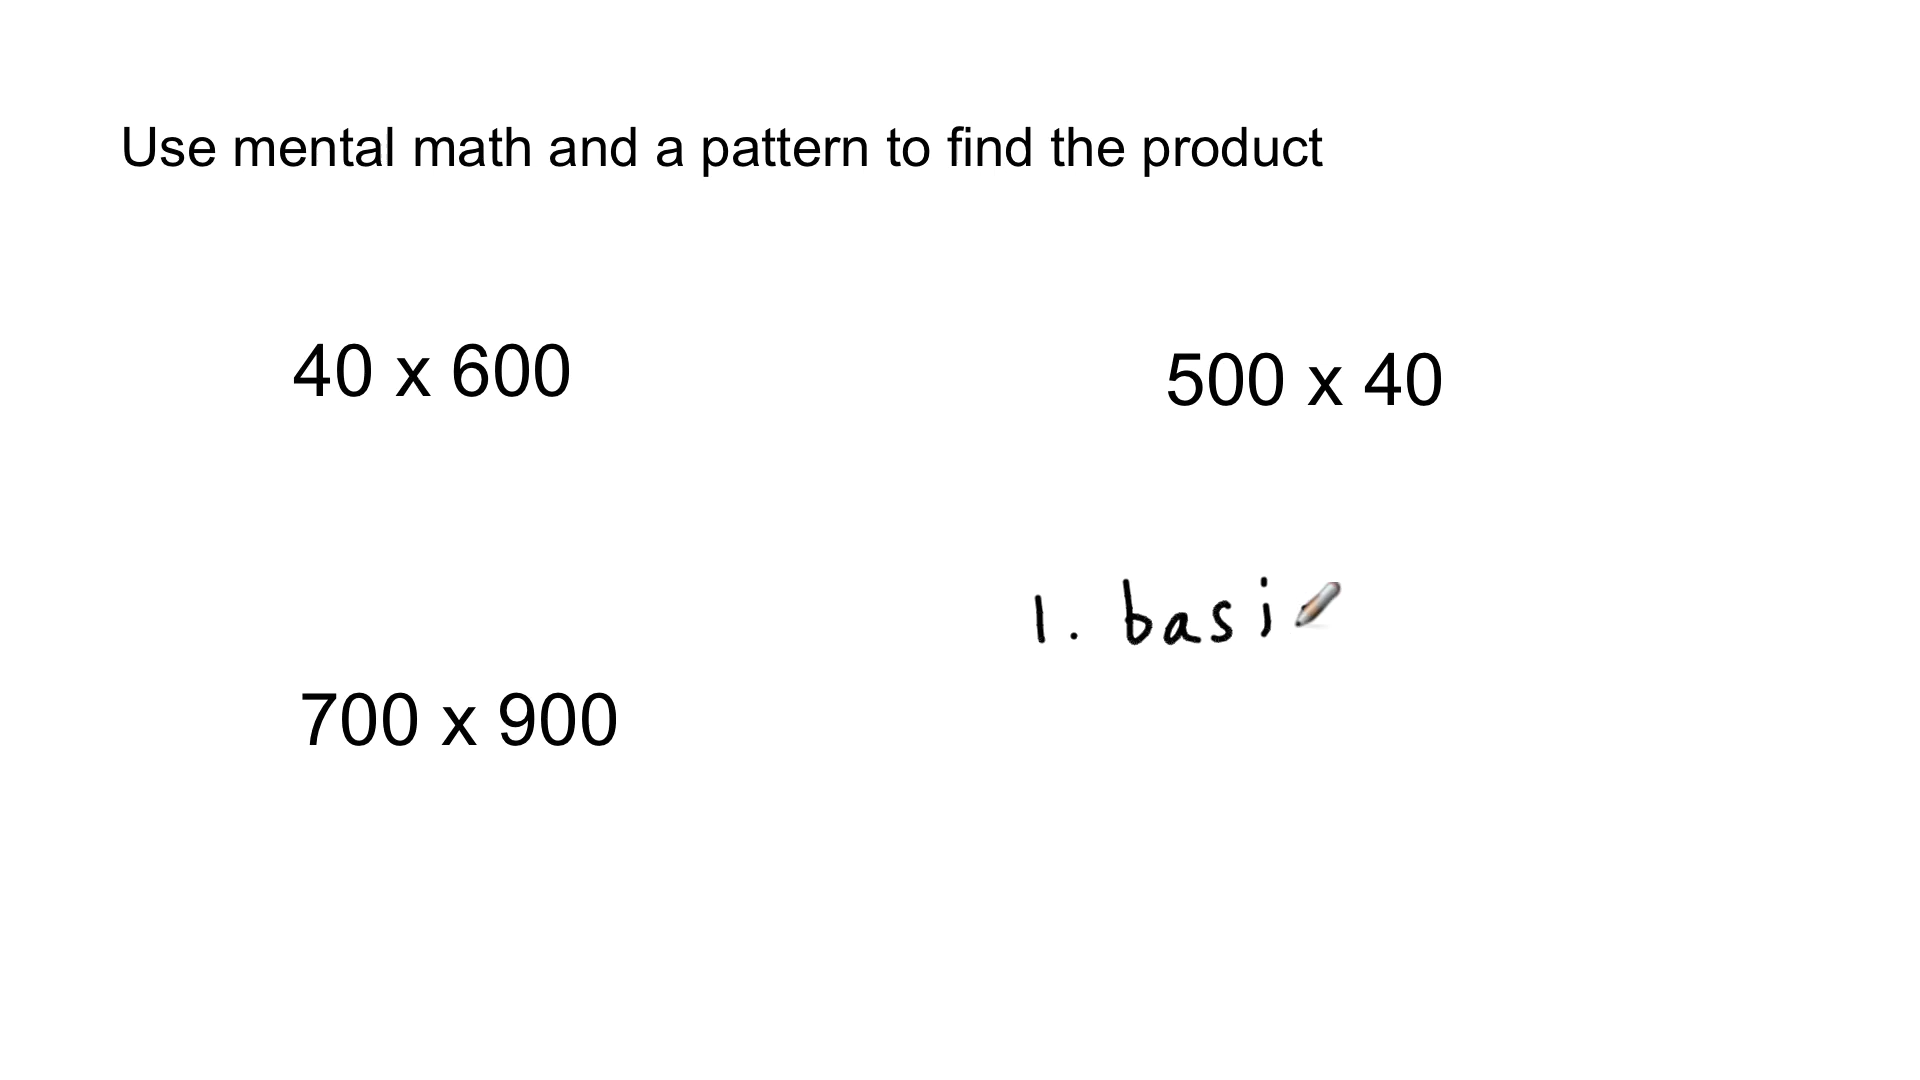 Use mental math and a pattern to find the product
40 x 600
500 x 40
1. basi
700 x 900